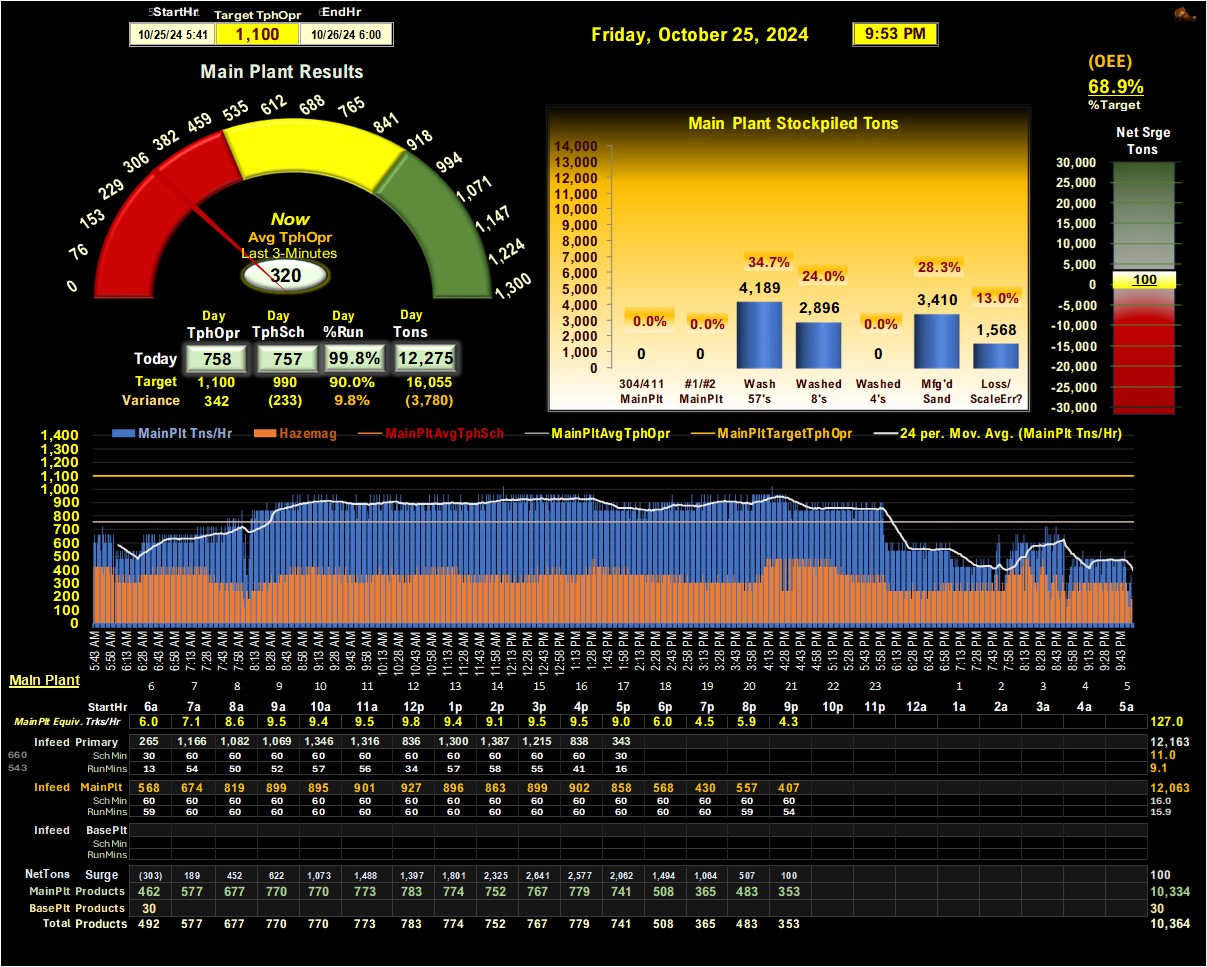 StartHr Target TphOpr EndHr
10/25/24 5:41 1,100 10/26/24 6:00
Friday, October 25, 2024 9:53 PM
(OEE)
68.9%
%Target
Main Plant Results
0 76 153 229 306 382 459 535 612 688 765 841 918 994 1,071 1,147 1,224 1,300
Now
Avg TphOpr
Last 3-Minutes
320
Day Day Day Day
TphOpr TphSch %Run Tons
Today 758 757 99.8% 12,275
Target 1,100 990 90.0% 16,055
Variance 342 (233) 9.8% (3,780)
Main Plant Stockpiled Tons
14,000
13,000
12,000
11,000
10,000
9,000
8,000
7,000
6,000
5,000
4,000
3,000
2,000
1,000
0
0.0% 0.0% 34.7% 24.0% 0.0% 28.3% 13.0%
0 0 4,189 2,896 0 3,410 1,568
304/411 #1/#2 Wash Washed Washed Mfg'd Loss/
MainPlt MainPlt 57's 8's 4's Sand ScaleErr?
Net Srge
Tons
30,000
25,000
20,000
15,000
10,000
5,000
0
-5,000
-10,000
-15,000
-20,000
-25,000
-30,000
100
MainPlt Tns/Hr Hazemag MainPltAvgTphSch MainPltAvgTphOpr MainPltTargetTphOpr 24 per. Mov. Avg. (MainPlt Tns/Hr)
1,400
1,300
1,200
1,100
1,000
900
800
700
600
500
400
300
200
100
0
5:43 AM 5:58 AM 6:13 AM 6:28 AM 6:43 AM 6:58 AM 7:13 AM 7:28 AM 7:43 AM 7:58 AM 8:13 AM 8:28 AM 8:43 AM 8:58 AM 9:13 AM 9:28 AM 9:43 AM 9:58 AM 10:13 AM 10:28 AM 10:43 AM 10:58 AM 11:13 AM 11:28 AM 11:43 AM 11:58 AM 12:13 PM 12:28 PM 12:43 PM 12:58 PM 1:13 PM 1:28 PM 1:43 PM 1:58 PM 2:13 PM 2:28 PM 2:43 PM 2:58 PM 3:13 PM 3:28 PM 3:43 PM 3:58 PM 4:13 PM 4:28 PM 4:43 PM 4:58 PM 5:13 PM 5:28 PM 5:43 PM 5:58 PM 6:13 PM 6:28 PM 6:43 PM 6:58 PM 7:13 PM 7:28 PM 7:43 PM 7:58 PM 8:13 PM 8:28 PM 8:43 PM 8:58 PM 9:13 PM 9:28 PM 9:43 PM
Main Plant
6 7 8 9 10 11 12 13 14 15 16 17 18 19 20 21 22 23 1 2 3 4 5
StartHr 6a 7a 8a 9a 10a 11a 12p 1p 2p 3p 4p 5p 6p 7p 8p 9p 10p 11p 12a 1a 2a 3a 4a 5a
MainPlt Equiv. Trks/Hr 6.0 7.1 8.6 9.5 9.4 9.5 9.8 9.4 9.1 9.5 9.5 9.0 6.0 4.5 5.9 4.3 127.0
Infeed Primary 265 1,166 1,082 1,069 1,346 1,316 836 1,300 1,387 1,215 838 343 12,163
660 SchMin 30 60 60 60 60 60 60 60 60 60 60 30 11.0
543 RunMins 13 54 50 52 57 56 34 57 58 55 41 16 9.1
Infeed MainPlt 568 674 819 899 895 901 927 896 863 899 902 858 568 430 557 407 12,063
SchMin 60 60 60 60 60 60 60 60 60 60 60 60 60 60 60 60 16.0
RunMins 59 60 60 60 60 60 60 60 60 60 60 60 60 60 59 54 15.9
Infeed BasePlt
SchMin
RunMins
NetTons Surge (303) 189 452 622 1,073 1,488 1,397 1,801 2,325 2,641 2,577 2,062 1,494 1,064 507 100 100
MainPlt Products 462 577 677 770 770 773 783 774 752 767 779 741 508 365 483 353 10,334
BasePlt Products 30 30
Total Products 492 577 677 770 770 773 783 774 752 767 779 741 508 365 483 353 10,364